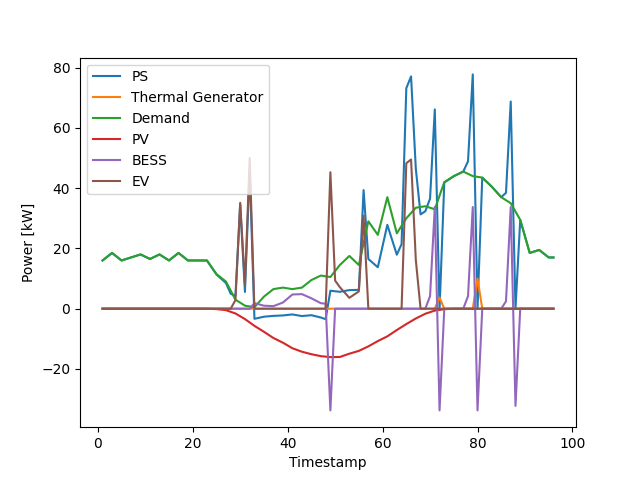 80
60
40
20
0
−20
Power [kW]
PS
Thermal Generator
Demand
PV
BESS
EV
0
20
40
60
80
100
Timestamp